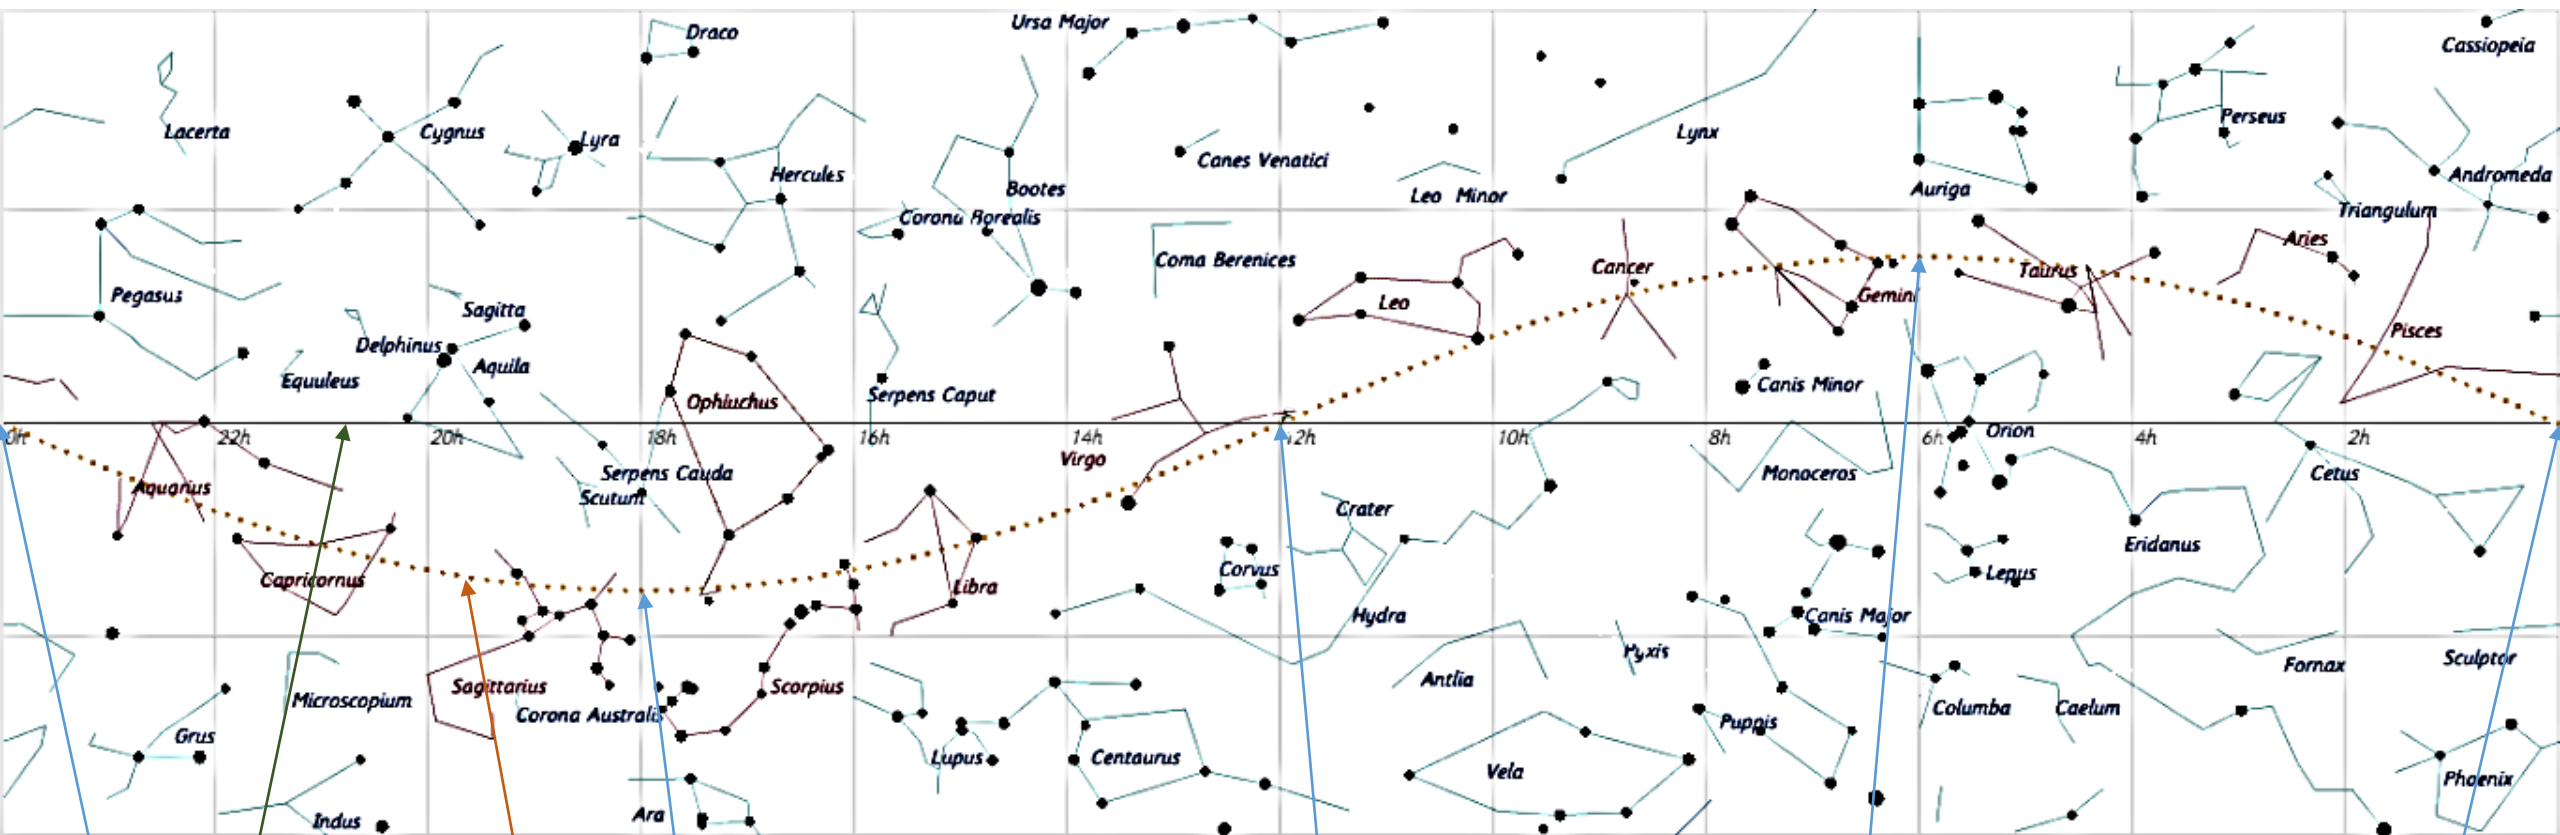 Ursa Major
Draco
Cassiopeia
Lacerta
Cygnus
Lyra
Canes Venatici
Lynx
Perseus
Hercules
Bootes
Leo Minor
Auriga
Andromeda
Corona Borealis
Triangulum
Coma Berenices
Aries
Pegasus
Cancer
Taurus
Sagitta
Leo
Gemini
Delphinus
Aquila
Pisces
Equuleus
Serpens Caput
Canis Minor
Ophiuchus
0h
22h
20h
18h
16h
14h
12h
10h
8h
6h
4h
2h
Orion
Virgo
Serpens Cauda
Monoceros
Cetus
Aquarius
Scutum
Crater
Eridanus
Capricornus
Corvus
Libra
Lepus
Hydra
Canis Major
Pyxis
Sagittarius
Scorpius
Antlia
Fornax
Sculptor
Microscopium
Corona Australis
Puppis
Columba
Caelum
Grus
Lupus
Centaurus
Vela
Phoenix
Indus
Ara